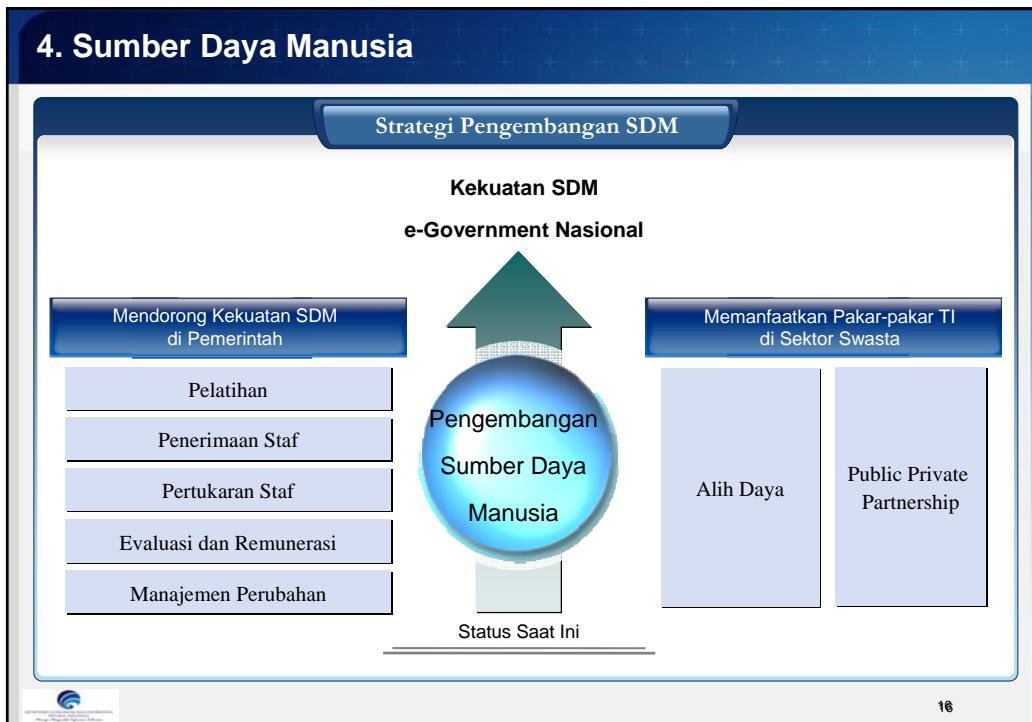 4. Sumber Daya Manusia
Strategi Pengembangan SDM
Kekuatan SDM
e-Government Nasional
Mendorong Kekuatan SDM
di Pemerintah
Pelatihan
Penerimaan Staf
Pertukaran Staf
Evaluasi dan Remunerasi
Manajemen Perubahan
Pengembangan
Sumber Daya
Manusia
Status Saat Ini
Memanfaatkan Pakar-pakar TI
di Sektor Swasta
Alih Daya
Public Private
Partnership
16